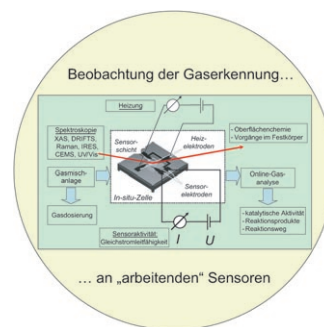 Beobachtung der Gaserkennung…
Heizung
Spektroskopie
XAS, DRIFTS,
Raman, IRES,
CEMS, UV/Vis
Sensor-
schicht
Heiz-
elektroden
- Oberflächenchemie
- Vorgänge im Festkörper
Gasmisch-
anlage
Sensor-
elektroden
Online-Gas-
analyse
In-situ-Zelle
Gasdosierung
I
U
Sensoraktivität:
Gleichstromleitfähigkeit
- katalytische Aktivität
- Reaktionsprodukte
- Reaktionsweg
… an „arbeitenden“ Sensoren